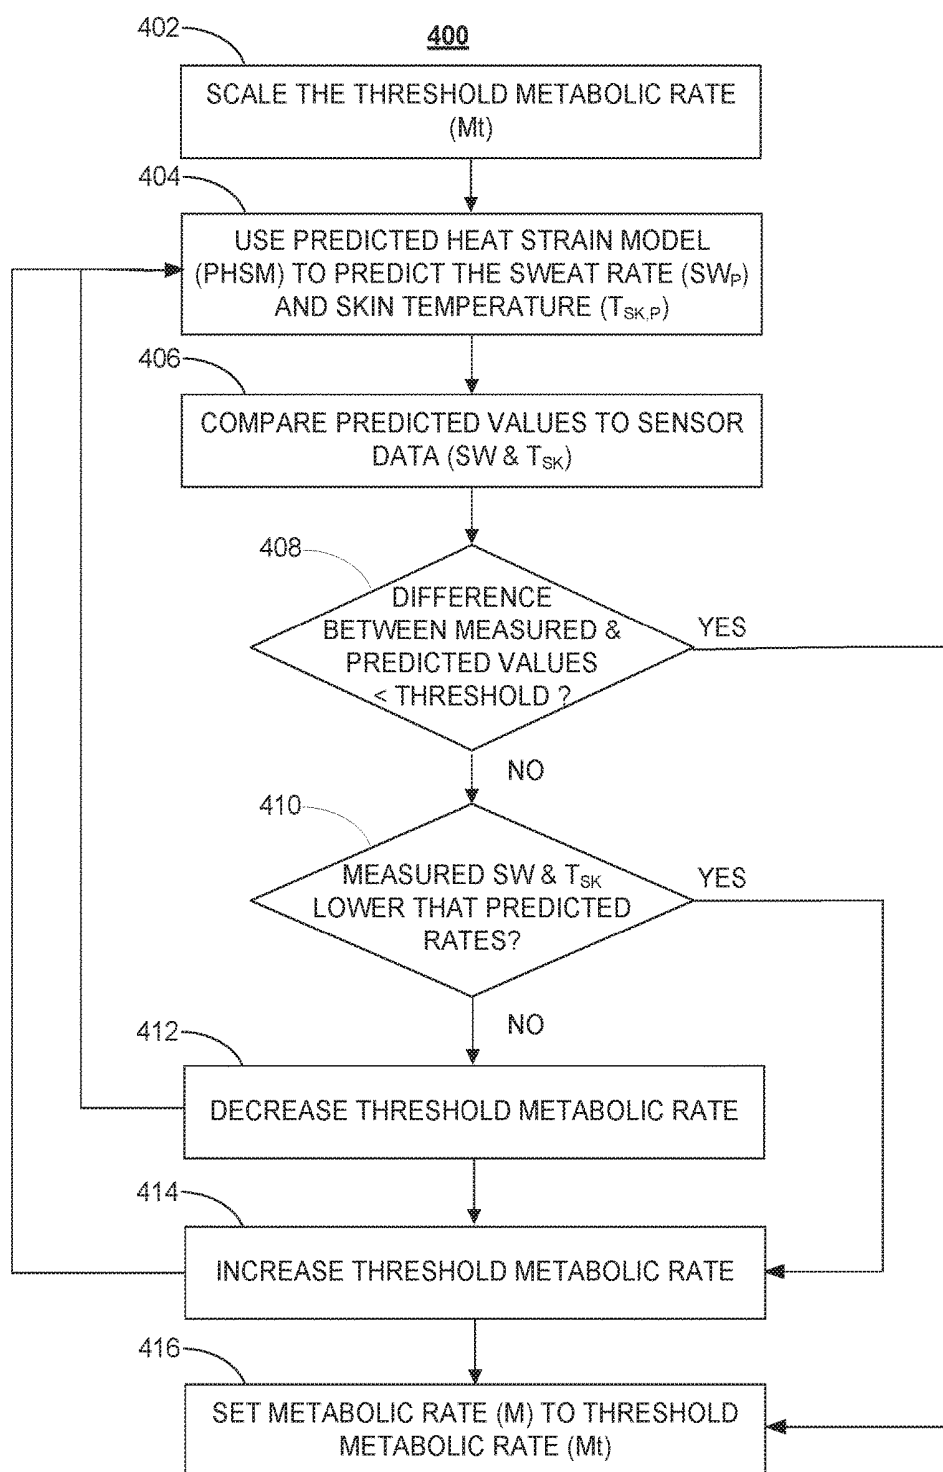 402
400
SCALE THE THRESHOLD METABOLIC RATE
(Mt)
404
USE PREDICTED HEAT STRAIN MODEL
(PHSM) TO PREDICT THE SWEAT RATE (SWP)
AND SKIN TEMPERATURE (TSK,P)
406
COMPARE PREDICTED VALUES TO SENSOR
DATA (SW & TSK)
408
DIFFERENCE
BETWEEN MEASURED &
PREDICTED VALUES
< THRESHOLD ?
YES
NO
410
MEASURED SW & TSK
LOWER THAT PREDICTED
RATES?
YES
NO
412
DECREASE THRESHOLD METABOLIC RATE
414
INCREASE THRESHOLD METABOLIC RATE
416
SET METABOLIC RATE (M) TO THRESHOLD
METABOLIC RATE (Mt)